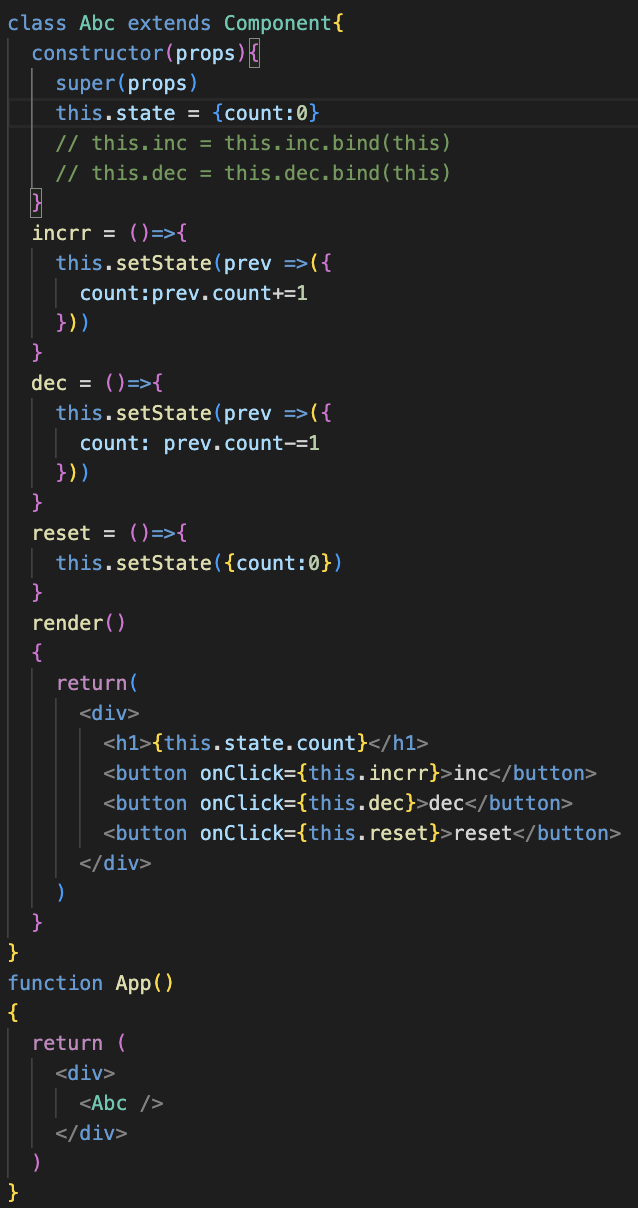 class Abc extends Component{
  constructor(props){
    super(props)
    this.state = {count:0}
    // this.inc = this.inc.bind(this)
    // this.dec = this.dec.bind(this)
  }
  incrr = ()=>{
    this.setState(prev =>({
      count:prev.count+=1
    }))
  }
  dec = ()=>{
    this.setState(prev =>({
      count: prev.count-=1
    }))
  }
  reset = ()=>{
    this.setState({count:0})
  }
  render()
  {
    return(
      <div>
        <h1>{this.state.count}</h1>
        <button onClick={this.incrr}>inc</button>
        <button onClick={this.dec}>dec</button>
        <button onClick={this.reset}>reset</button>
      </div>
    )
  }
}
function App()
{
  return (
    <div>
      <Abc />
    </div>
  )
}